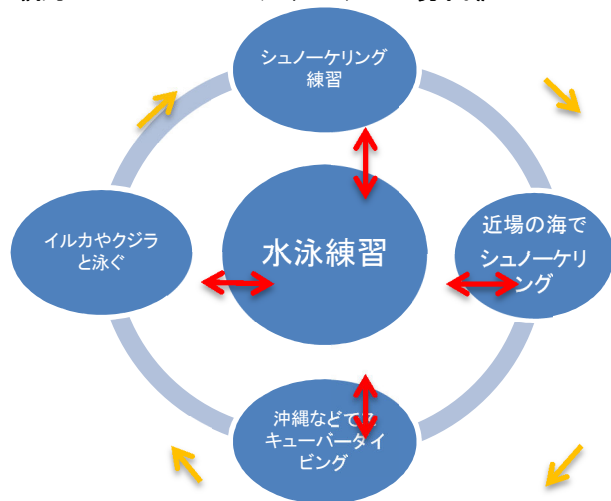 シュノーケリング
練習
近場の海で
シュノーケリ
ング
水泳練習
イルカやクジラ
と泳ぐ
沖縄などでス
キューバーダイ
ビング